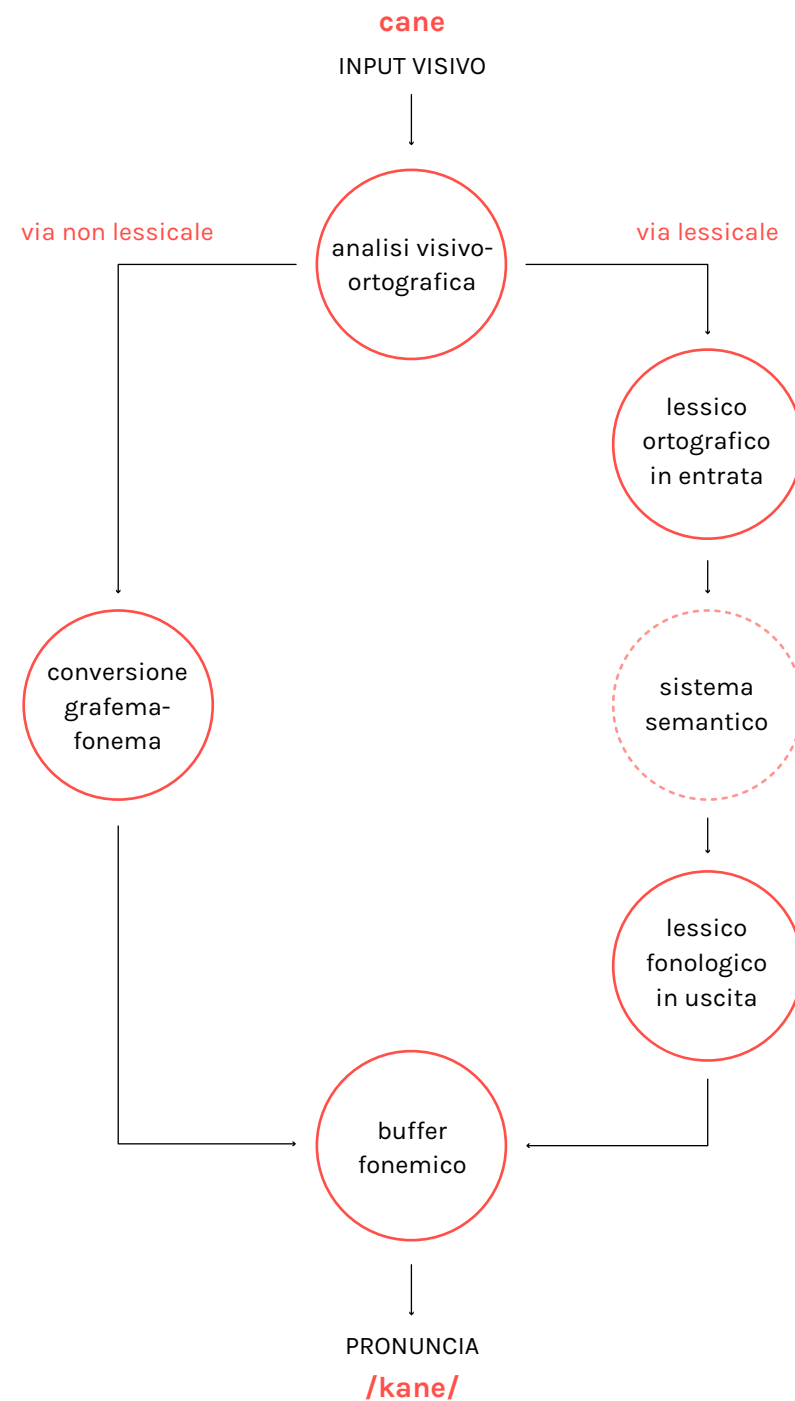 cane
INPUT VISIVO
via non lessicale
via lessicale
analisi visivo-
ortografica
lessico
ortografico
in entrata
conversione
grafema-
fonema
sistema
semantico
lessico
fonologico
in uscita
buffer
fonemico
PRONUNCIA
/kane/